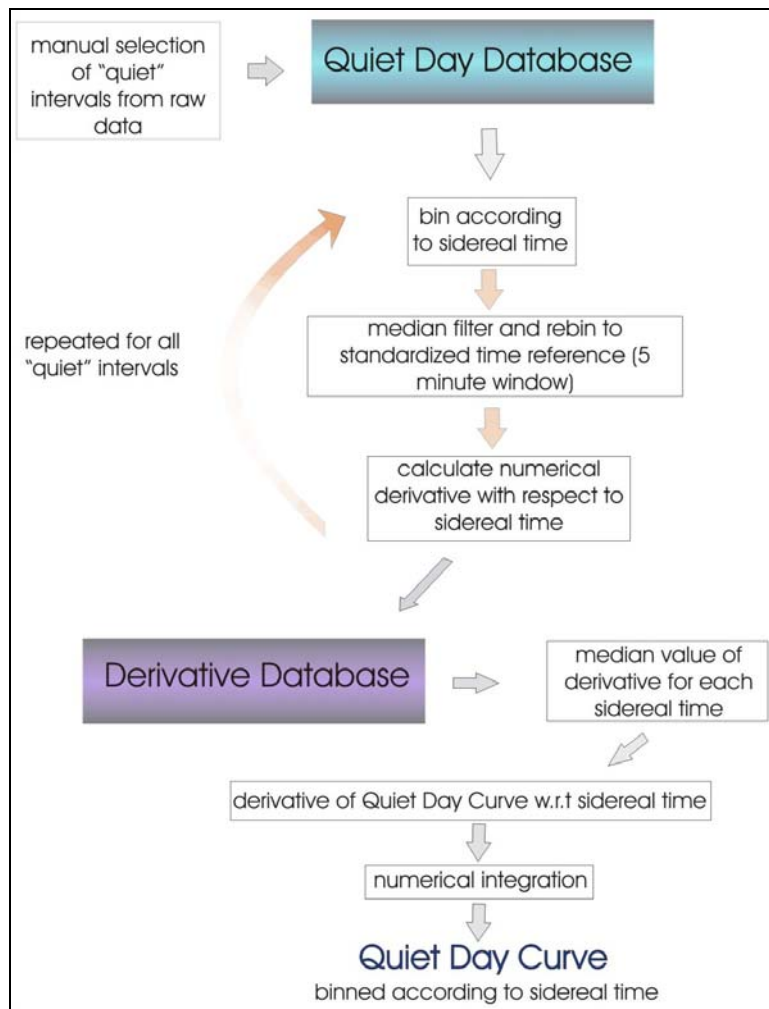 manual selection
of "quiet"
intervals from raw
data
Quiet Day Database
bin according
to sidereal time
median filter and rebin to
standardized time reference (5
minute window)
repeated for all
"quiet" intervals
calculate numerical
derivative with respect to
sidereal time
Derivative Database
median value of
derivative for each
sidereal time
derivative of Quiet Day Curve w.r.t sidereal time
numerical integration
Quiet Day Curve
binned according to sidereal time